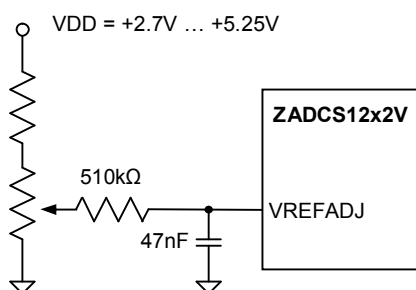 VDD = +2.7V … +5.25V
ZADCS12x2V
510kΩ
VREFADJ
47nF